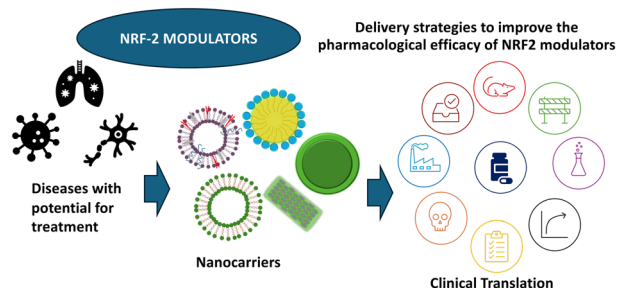 NRF-2 MODULATORS
Delivery strategies to improve the
pharmacological efficacy of NRF2 modulators
Diseases with
potential for
treatment
Nanocarriers
Clinical Translation